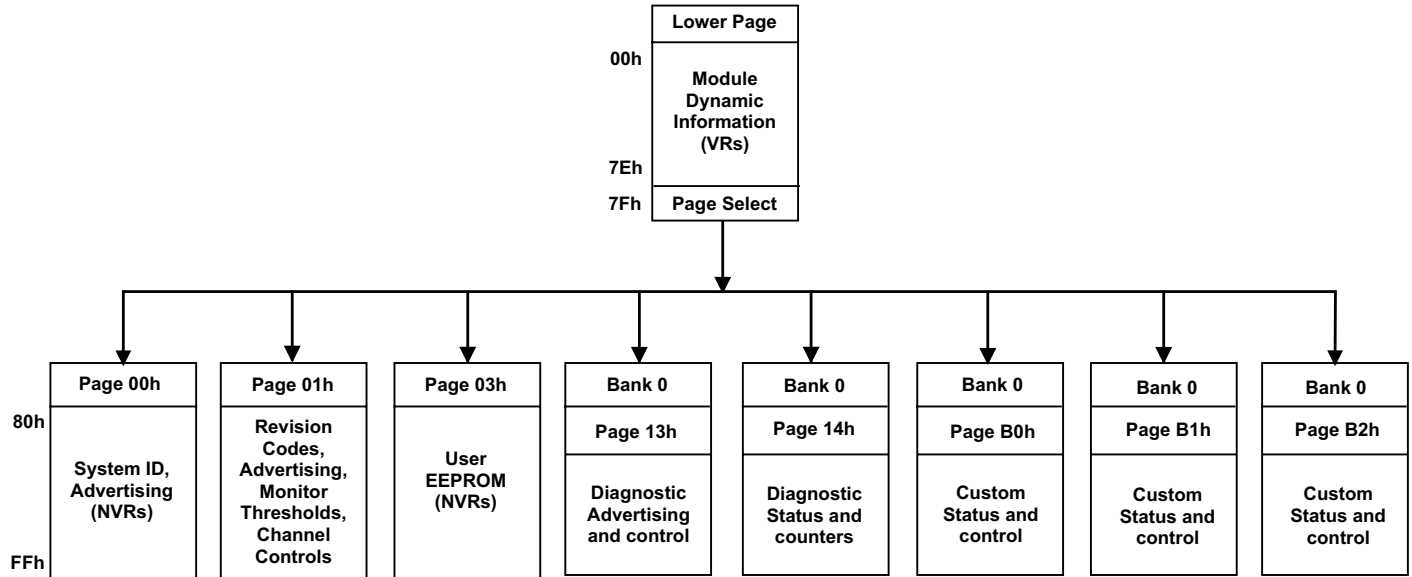 Lower Page
00h
Module
Dynamic
Information
(VRs)
7Eh
7Fh
Page Select
Page 00h
80h
System ID,
Advertising
(NVRs)
FFh
Page 01h
Revision
Codes,
Advertising,
Monitor
Thresholds,
Channel
Controls
Page 03h
User
EEPROM
(NVRs)
Bank 0
Page 13h
Diagnostic
Advertising
and control
Bank 0
Page 14h
Diagnostic
Status and
counters
Bank 0
Page B0h
Custom
Status and
control
Bank 0
Page B1h
Custom
Status and
control
Bank 0
Page B2h
Custom
Status and
control